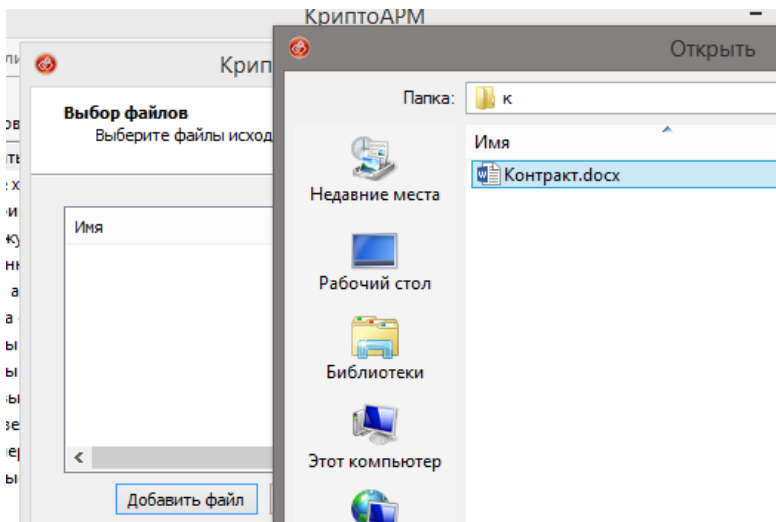 КриптоАРМ
Крип
Открыть
Выбор файлов
Выберите файлы исход
Имя
Добавить файл
Папка:
к
Имя
Контракт.docx
Недавние места
Рабочий стол
Библиотеки
Этот компьютер